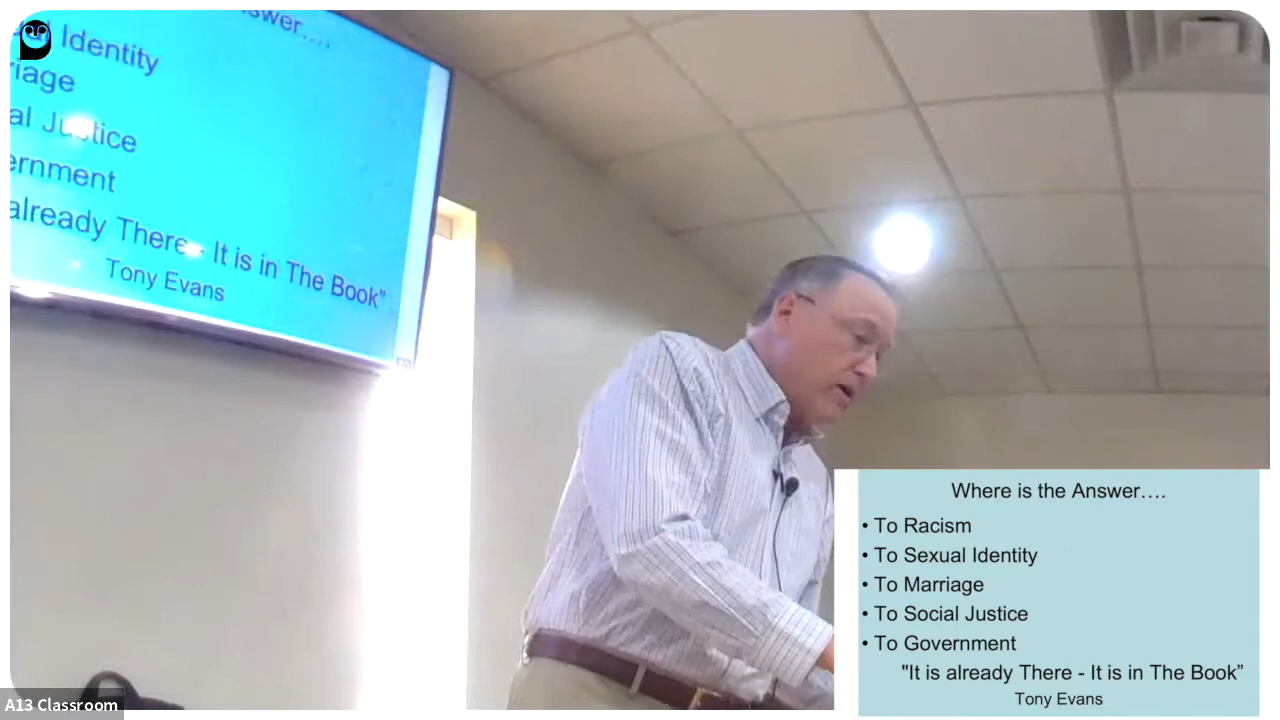 swer....
Identity
riage
al Justice
ernment
already There - It is in The Book"
Tony Evans
Where is the Answer....
• To Racism
• To Sexual Identity
• To Marriage
• To Social Justice
• To Government
"It is already There - It is in The Book”
Tony Evans
A13 Classroom